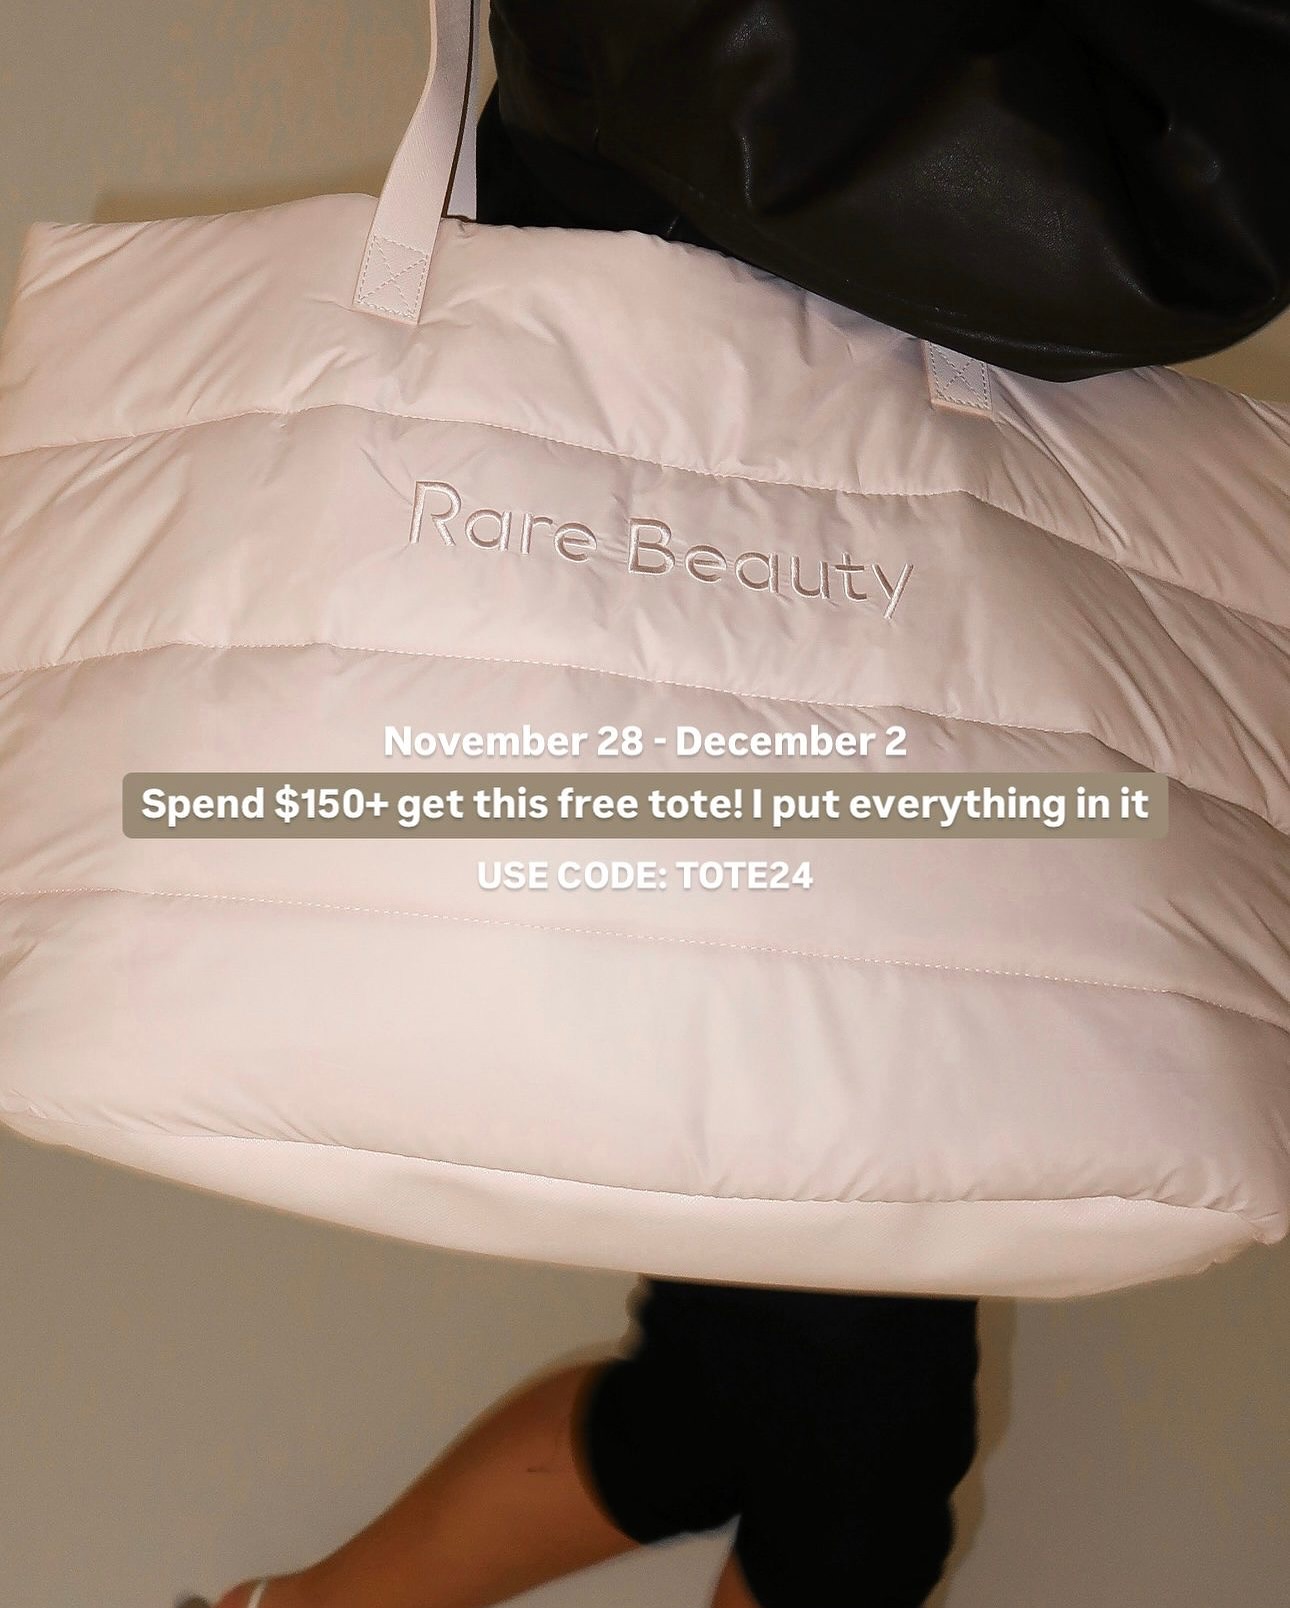 Rare Beauty
November 28 - December 2
Spend $150+ get this free tote! I put everything in it
USE CODE: TOTE24